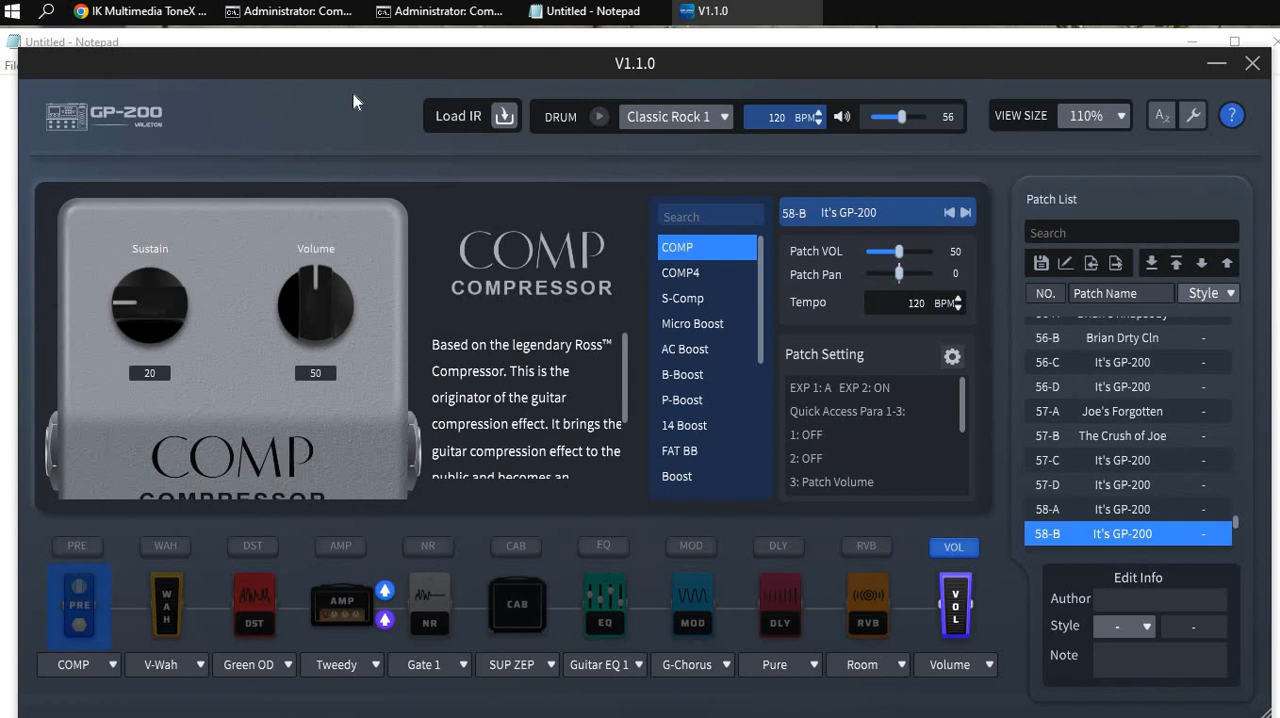 IK Multimedia ToneX ...
Administrator: Com...
Administrator: Com...
Untitled - Notepad
V1.1.0
Untitled - Notepad
V1.1.0
GP-200
VALETON
Load IR
DRUM
Classic Rock 1
120 BPM
56
VIEW SIZE
110%
AZ
?
Sustain
Volume
20
50
COMP
COMP
COMPRESSOR
Based on the legendary Ross™
Compressor. This is the
originator of the guitar
compression effect. It brings the
guitar compression effect to the
public and becomes an
Search
COMP
COMP4
S-Comp
Micro Boost
AC Boost
B-Boost
P-Boost
14 Boost
FAT BB
Boost
58-B It's GP-200
Patch VOL 50
Patch Pan 0
Tempo 120 BPM
Patch Setting
EXP 1: A EXP 2: ON
Quick Access Para 1-3:
1: OFF
2: OFF
3: Patch Volume
Patch List
Search
NO. Patch Name Style
56-B Brian Drty Cln -
56-C It's GP-200 -
56-D It's GP-200 -
57-A Joe's Forgotten -
57-B The Crush of Joe -
57-C It's GP-200 -
57-D It's GP-200 -
58-A It's GP-200 -
58-B It's GP-200 -
Edit Info
Author
Style - -
Note
PRE WAH DST AMP NR CAB EQ MOD DLY RVB VOL
PRE WAH DST AMP NR CAB EQ MOD DLY RVB VOL
COMP V-Wah Green OD Tweedy Gate 1 SUP ZEP Guitar EQ 1 G-Chorus Pure Room Volume